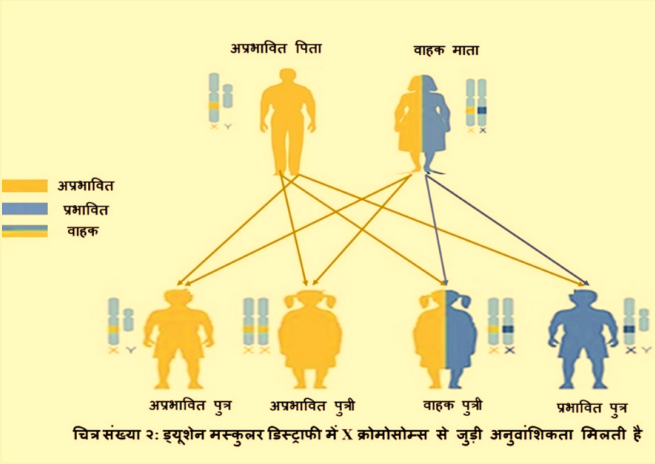 अप्रभावित पिता
वाहक माता
X Y
X X
अप्रभावित
प्रभावित
वाहक
X Y
X X
X X
X Y
अप्रभावित पुत्र
अप्रभावित पुत्री
वाहक पुत्री
प्रभावित पुत्र
चित्र संख्या २: ड्यूशेन मस्कुलर डिस्ट्राफी में X क्रोमोसोम्स से जुड़ी अनुवांशिकता मिलती है